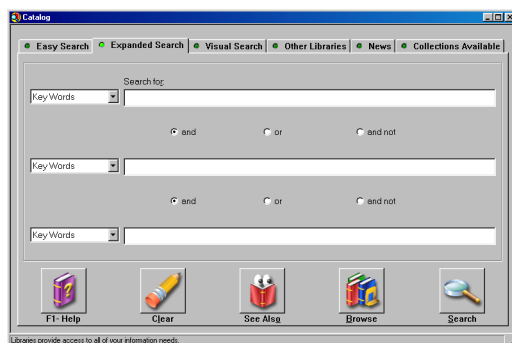 Catalog
Easy Search Expanded Search Visual Search Other Libraries News Collections Available
Search for:
Key Words
and or and not
Key Words
and or and not
Key Words
F1- Help Clear See Also Browse Search
Libraries provide access to all of your information needs.